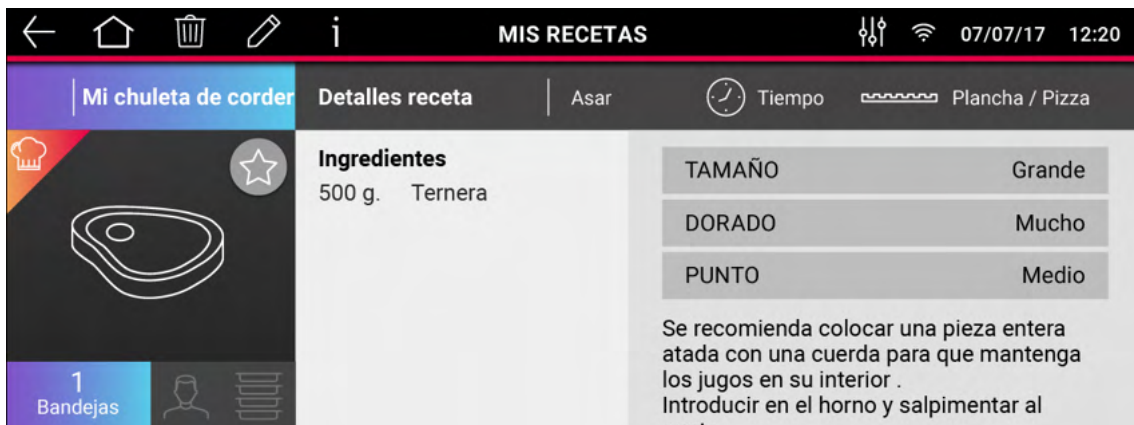 i MIS RECETAS 07/07/17 12:20
Mi chuleta de corder Detalles receta Asar Tiempo Plancha / Pizza
Ingredientes
500 g. Ternera
TAMAÑO Grande
DORADO Mucho
PUNTO Medio
Se recomienda colocar una pieza entera
atada con una cuerda para que mantenga
los jugos en su interior .
Introducir en el horno y salpimentar al
1
Bandejas